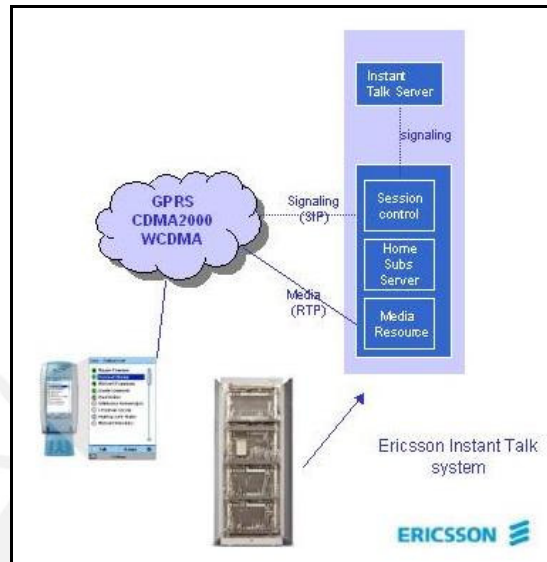 Instant
Talk Server
signaling
Session
control
Home
Subs
Server
Media
Resource
GPRS
CDMA2000
WCDMA
Signaling
(SIP)
Media
(RTP)
Ericsson Instant Talk
system
ERICSSON